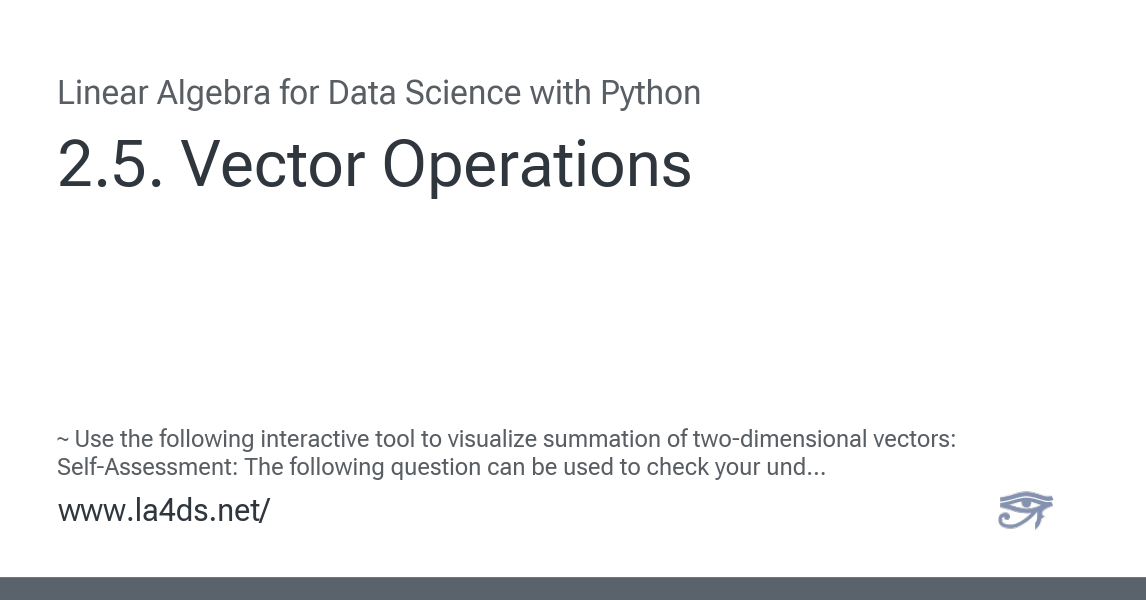 Linear Algebra for Data Science with Python
2.5. Vector Operations
~ Use the following interactive tool to visualize summation of two-dimensional vectors:
Self-Assessment: The following question can be used to check your und...
www.la4ds.net/